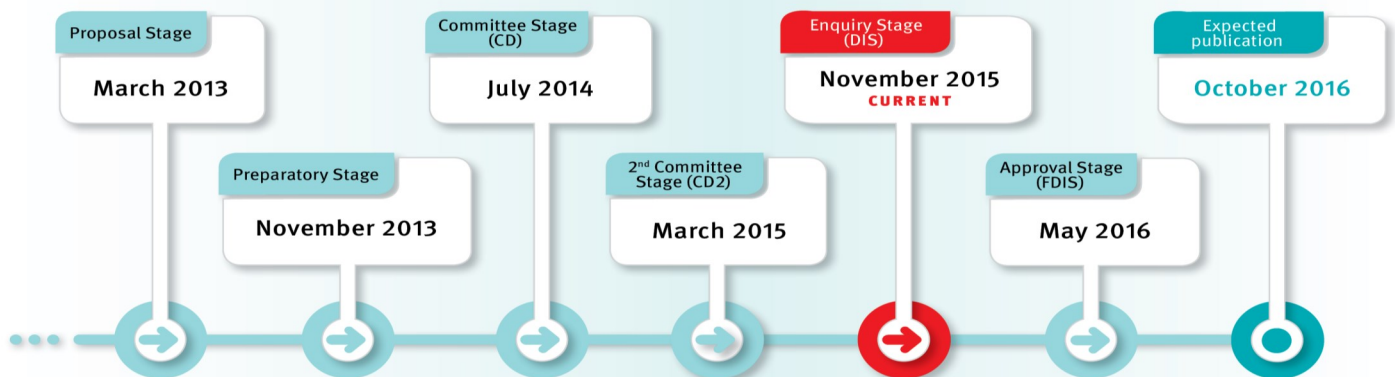 Proposal Stage
March 2013
Preparatory Stage
November 2013
Committee Stage
(CD)
July 2014
2nd Committee
Stage (CD2)
March 2015
Enquiry Stage
(DIS)
November 2015
CURRENT
Approval Stage
(FDIS)
May 2016
Expected
publication
October 2016